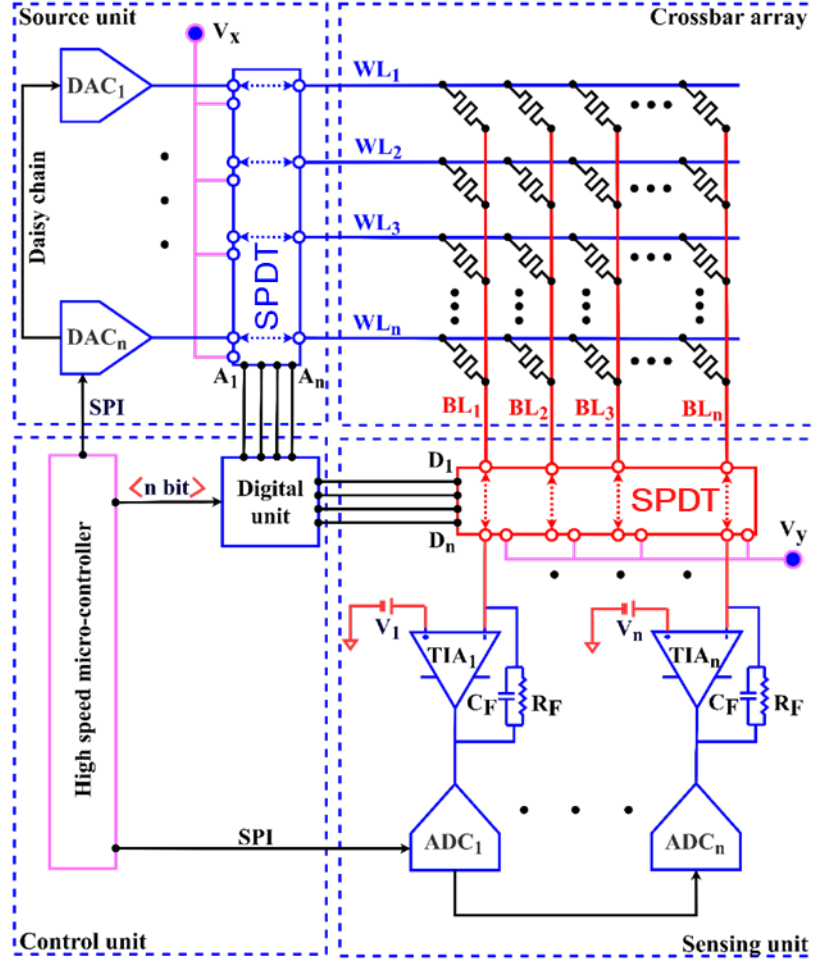 Source unit
Crossbar array
Vx
DAC1
WL1
WL2
Daisy chain
WL3
SPDT
DACn
WLn
A1
An
SPI
BL1
BL2
BL3
BLn
<n bit>
Digital
unit
D1
Dn
SPDT
Vy
High speed micro-controller
V1
TIA1
CF
RF
Vn
TIAn
CF
RF
SPI
ADC1
ADCn
Control unit
Sensing unit